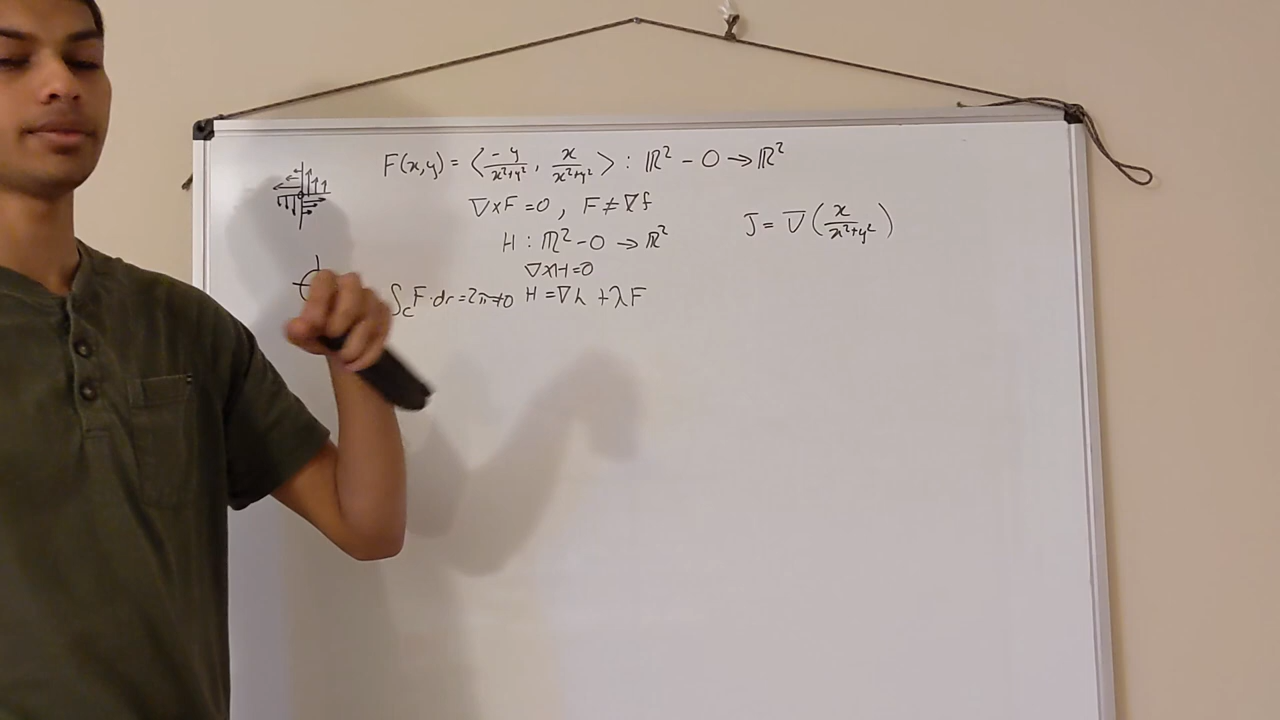 F(x,y) = ⟨ -y/(x²+y²) , x/(x²+y²) ⟩ : ℝ² - 0 → ℝ²
∇×F = 0 , F ≠ ∇f
J = ∇( x/(x²+y²) )
H : ℝ² - 0 → ℝ²
∇×H = 0
∫_C F·dr = 2π ≠ 0 H = ∇h + λF